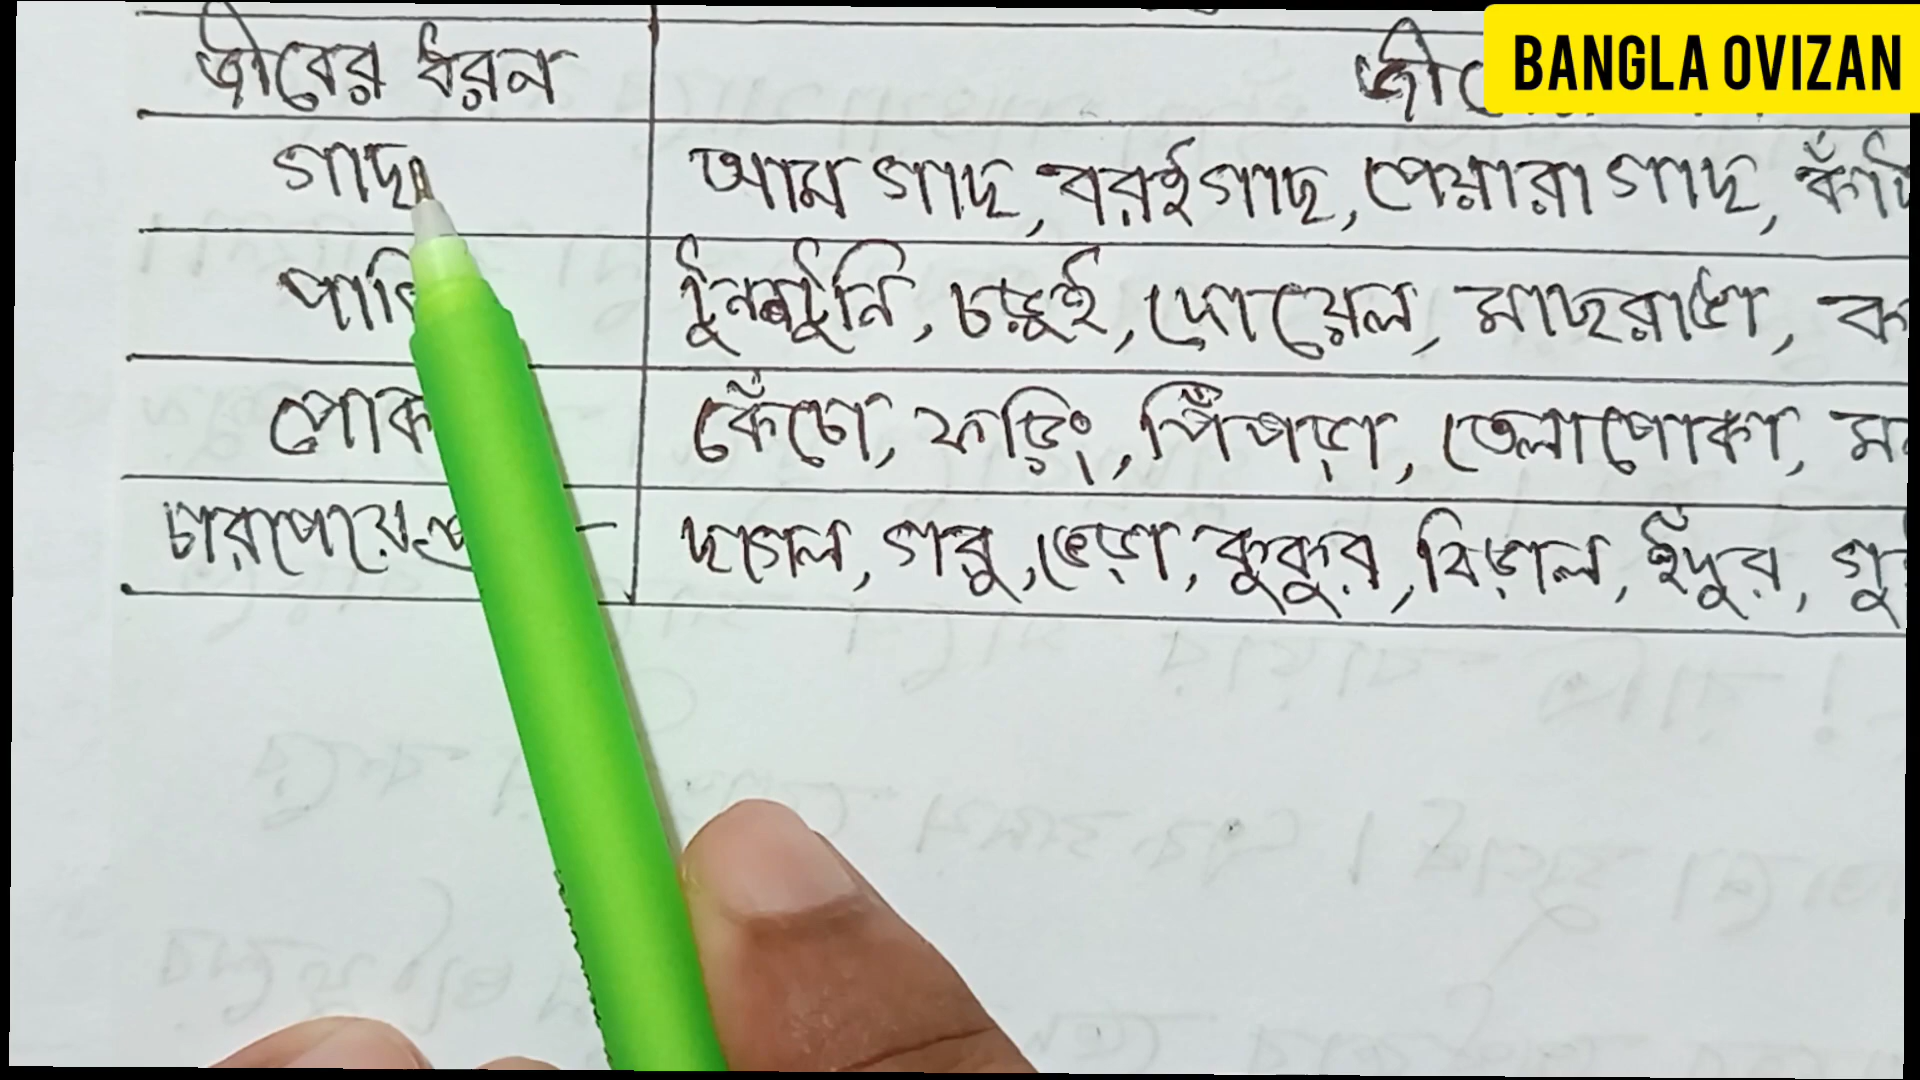 BANGLA OVIZAN
জীবের ধরন
গাছ আম গাছ, বরই গাছ, পেয়ারা গাছ,
টুনটুনি, চড়ুই, দোয়েল, মাছরাঙা,
কেঁচো, ফড়িং, পিঁপড়া, তেলাপোকা,
ছাগল, গরু, ভেড়া, কুকুর, বিড়াল, ইঁদুর,